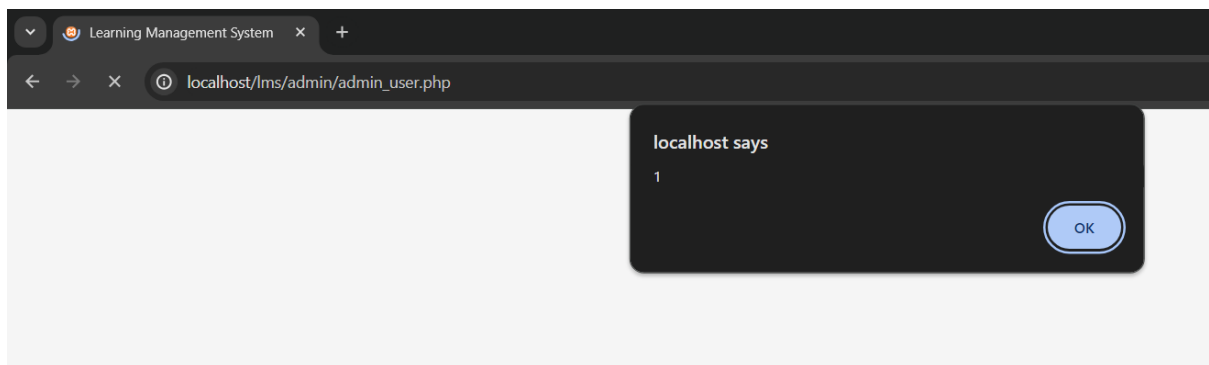 Learning Management System
localhost/lms/admin/admin_user.php
localhost says
1
OK